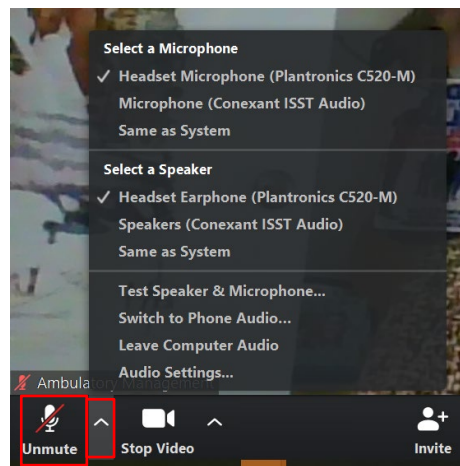 Select a Microphone
Headset Microphone (Plantronics C520-M)
Microphone (Conexant ISST Audio)
Same as System
Select a Speaker
Headset Earphone (Plantronics C520-M)
Speakers (Conexant ISST Audio)
Same as System
Test Speaker & Microphone...
Switch to Phone Audio...
Leave Computer Audio
Audio Settings...
Ambulatory Management
Unmute
Stop Video
Invite